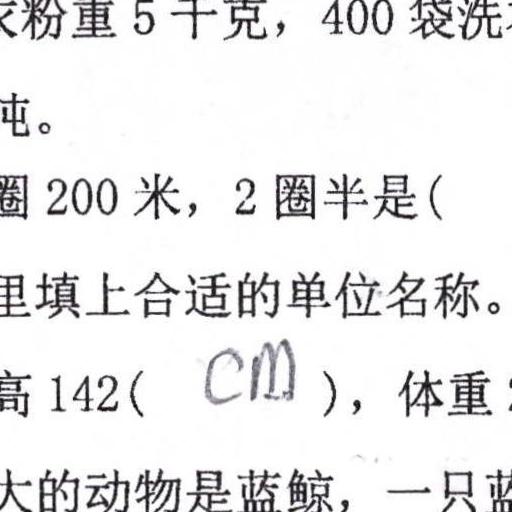 衣粉重 5 千克，400 袋洗
吨。
圈 200 米，2 圈半是(
里填上合适的单位名称。
高 142( cm )，体重
大的动物是蓝鲸，一只蓝